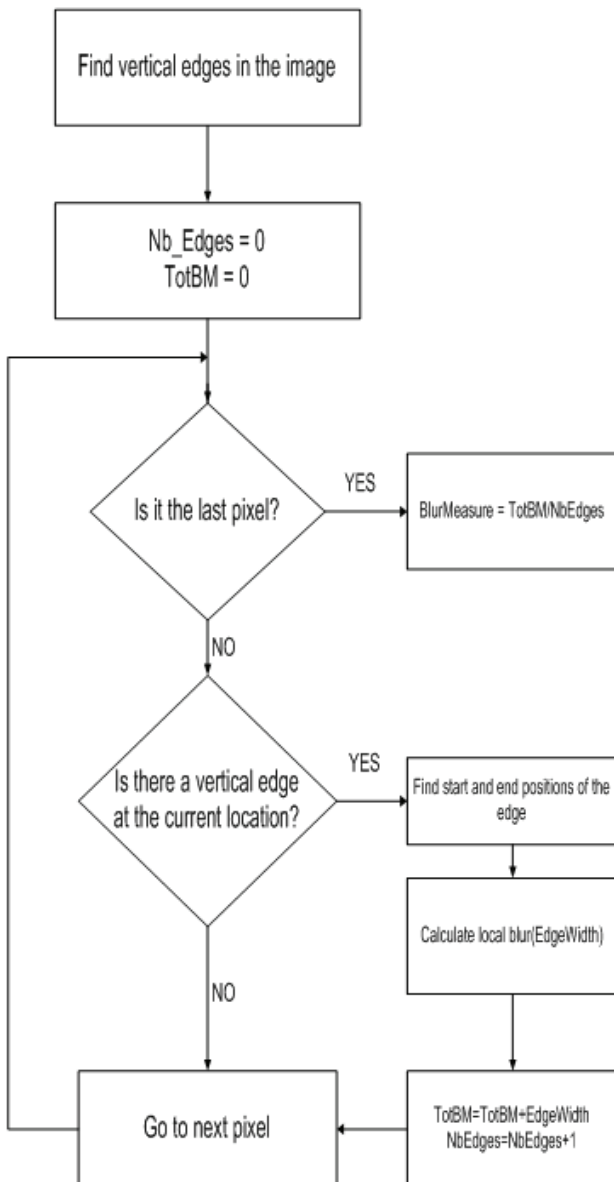 Find vertical edges in the image
Nb_Edges = 0
TotBM = 0
Is it the last pixel?
YES
BlurMeasure = TotBM/NbEdges
NO
Is there a vertical edge
at the current location?
YES
Find start and end positions of the
edge
Calculate local blur(EdgeWidth)
NO
TotBM=TotBM+EdgeWidth
NbEdges=NbEdges+1
Go to next pixel